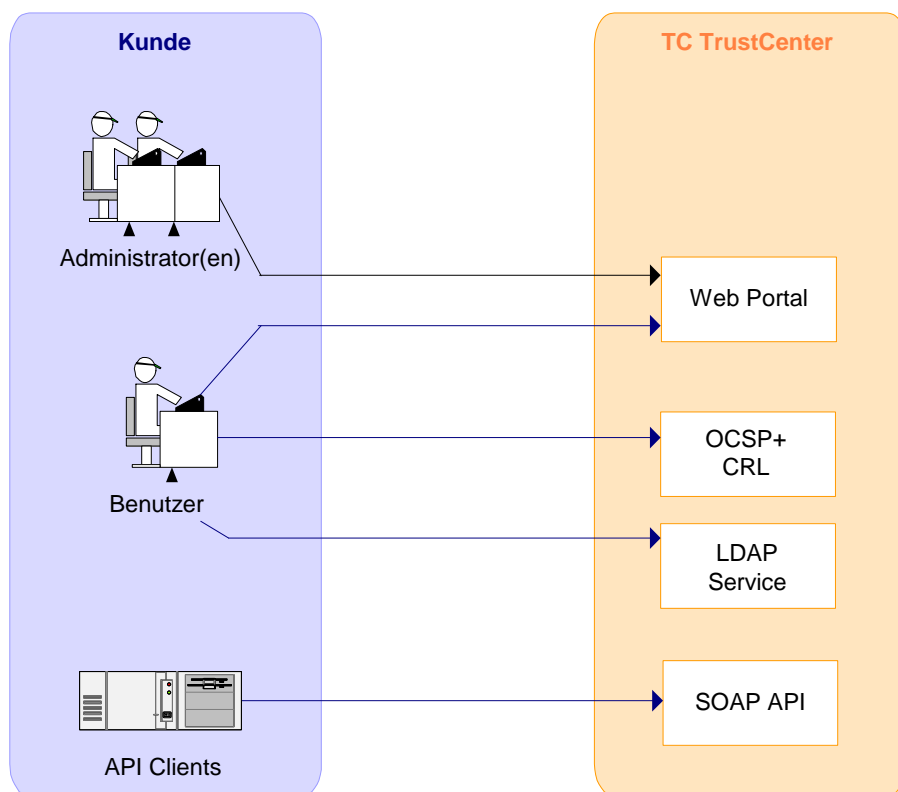 Kunde
TC TrustCenter
Administrator(en)
Web Portal
Benutzer
OCSP+
CRL
LDAP
Service
API Clients
SOAP API